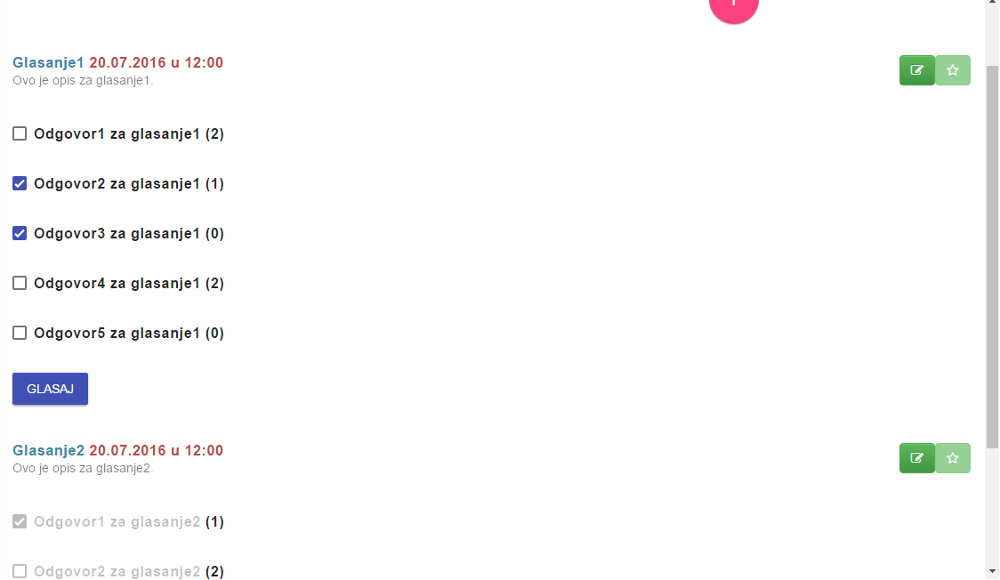 Glasanje1 20.07.2016 u 12:00
Ovo je opis za glasanje1.
Odgovor1 za glasanje1 (2)
Odgovor2 za glasanje1 (1)
Odgovor3 za glasanje1 (0)
Odgovor4 za glasanje1 (2)
Odgovor5 za glasanje1 (0)
GLASAJ
Glasanje2 20.07.2016 u 12:00
Ovo je opis za glasanje2.
Odgovor1 za glasanje2 (1)
Odgovor2 za glasanje2 (2)